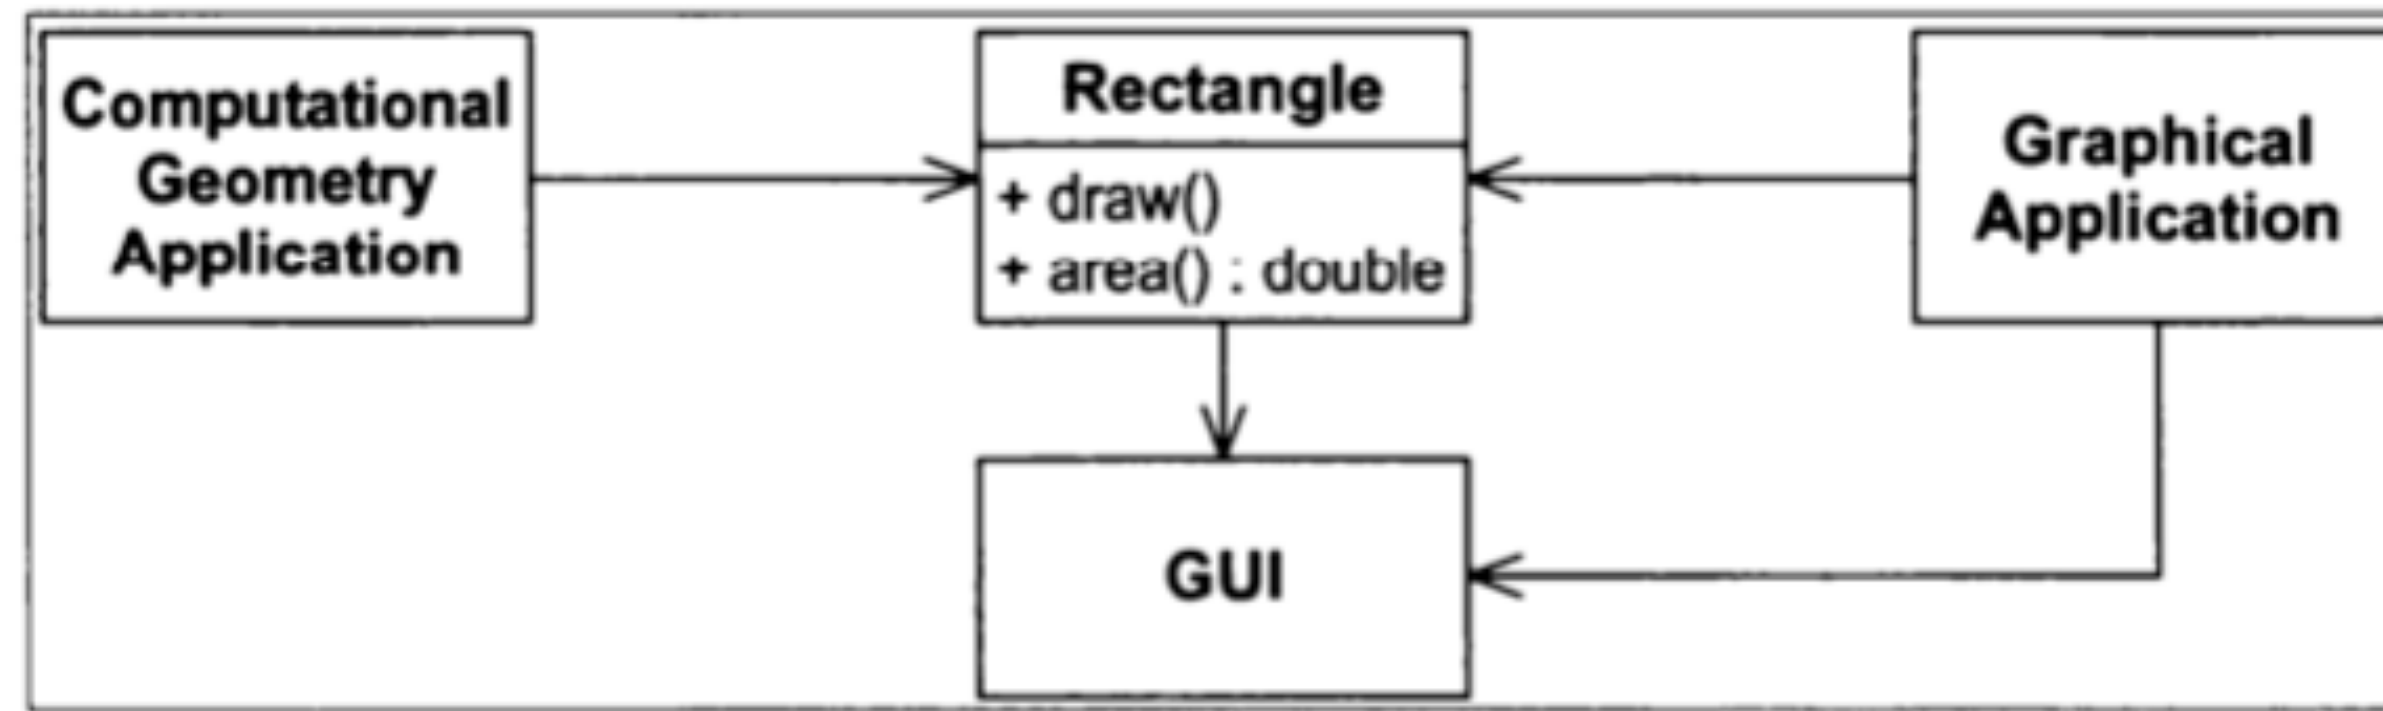 Computational
Geometry
Application
Rectangle
+ draw()
+ area() : double
Graphical
Application
GUI